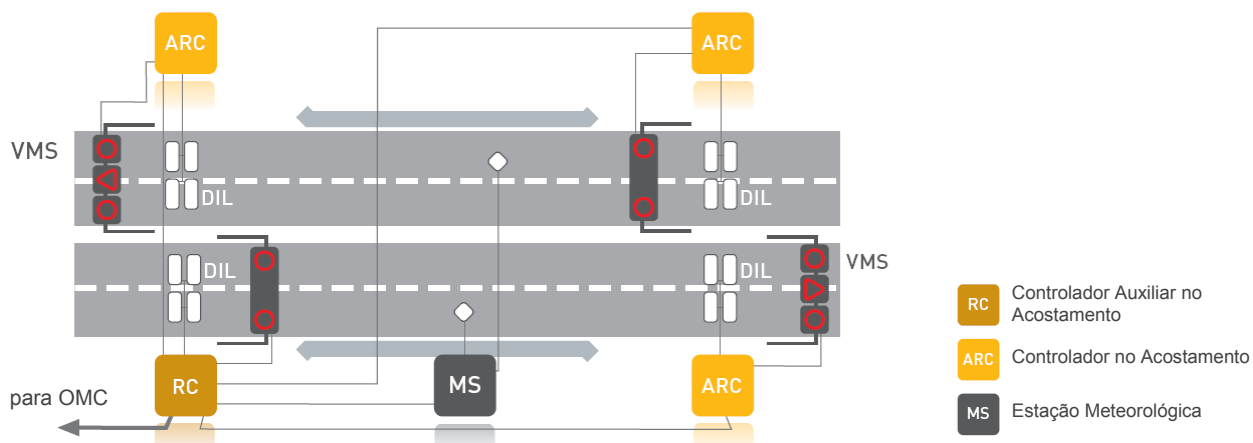 ARC
ARC
VMS
DIL
DIL
DIL
DIL
VMS
RC
MS
ARC
para OMC
RC
Controlador Auxiliar no
Acostamento
ARC
Controlador no Acostamento
MS
Estação Meteorológica